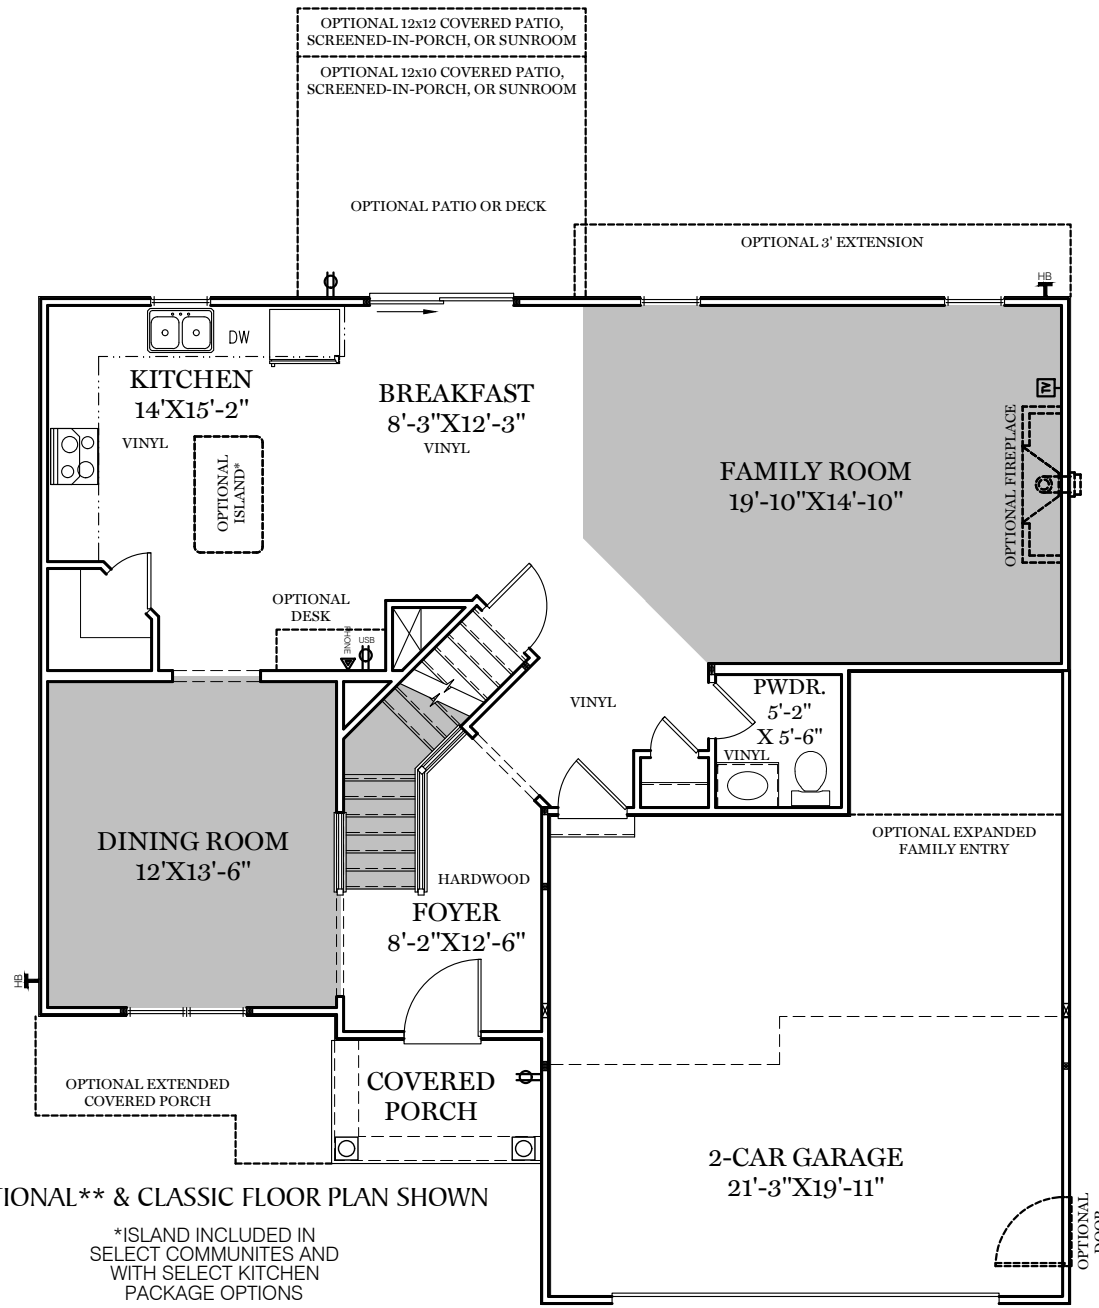 OPTIONAL 12x12 COVERED PATIO,
SCREENED-IN-PORCH, OR SUNROOM
OPTIONAL 12x10 COVERED PATIO,
SCREENED-IN-PORCH, OR SUNROOM
OPTIONAL PATIO OR DECK
OPTIONAL 3' EXTENSION
HB
DW
KITCHEN
14'X15'-2"
VINYL
BREAKFAST
8'-3"X12'-3"
VINYL
TV
OPTIONAL
ISLAND*
FAMILY ROOM
19'-10"X14'-10"
OPTIONAL FIREPLACE
OPTIONAL
DESK
PHONE
USB
VINYL
PWDR.
5'-2"
X 5'-6"
VINYL
DINING ROOM
12'X13'-6"
OPTIONAL EXPANDED
FAMILY ENTRY
HARDWOOD
FOYER
8'-2"X12'-6"
HB
OPTIONAL EXTENDED
COVERED PORCH
COVERED
PORCH
2-CAR GARAGE
21'-3"X19'-11"
TIONAL** & CLASSIC FLOOR PLAN SHOWN
*ISLAND INCLUDED IN
SELECT COMMUNITES AND
WITH SELECT KITCHEN
PACKAGE OPTIONS
OPTIONAL
DOOR